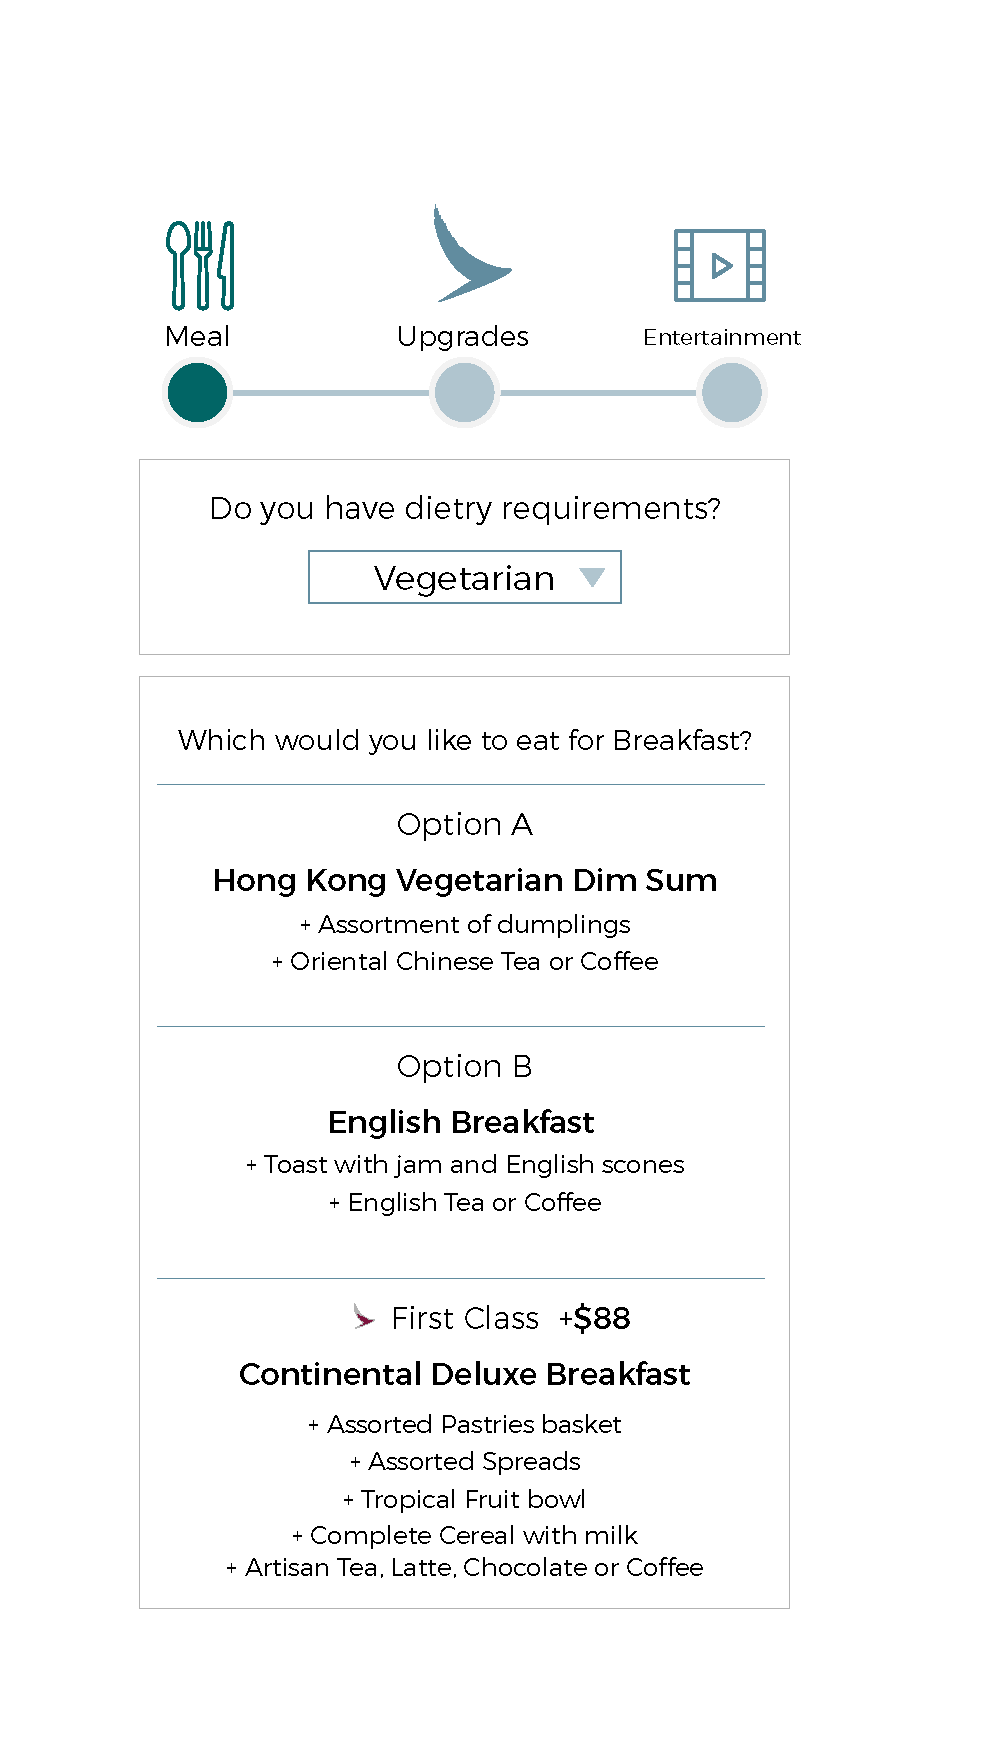 Meal
Upgrades
Entertainment
Do you have dietry requirements?
Vegetarian
Which would you like to eat for Breakfast?
Option A
Hong Kong Vegetarian Dim Sum
+ Assortment of dumplings
+ Oriental Chinese Tea or Coffee
Option B
English Breakfast
+ Toast with jam and English scones
+ English Tea or Coffee
First Class +$88
Continental Deluxe Breakfast
+ Assorted Pastries basket
+ Assorted Spreads
+ Tropical Fruit bowl
+ Complete Cereal with milk
+ Artisan Tea, Latte, Chocolate or Coffee